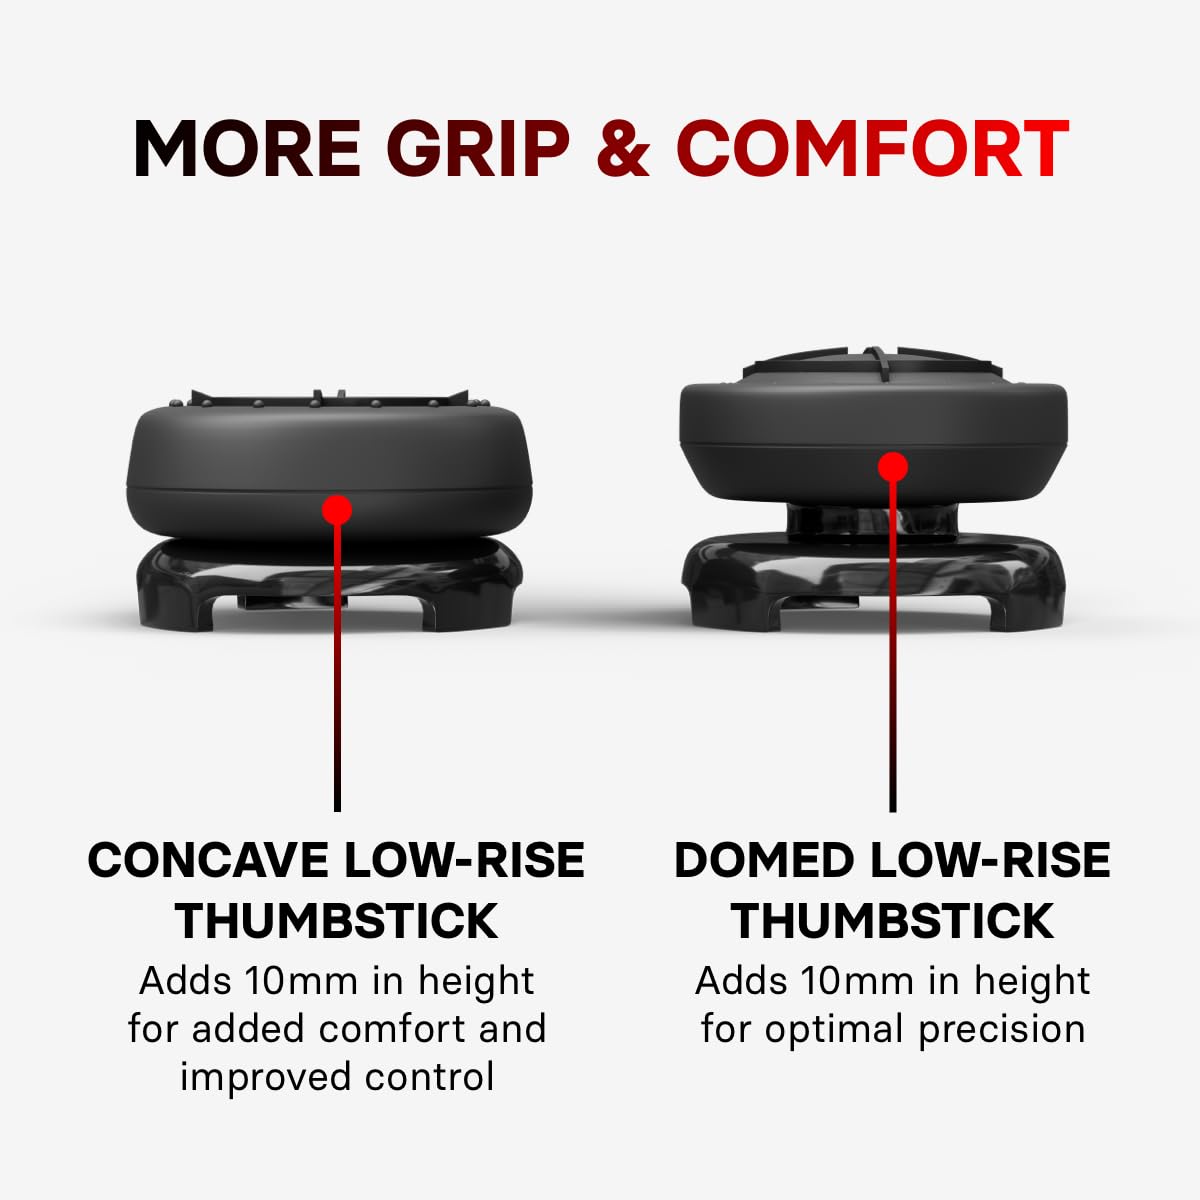 MORE GRIP & COMFORT
CONCAVE LOW-RISE
THUMBSTICK
Adds 10mm in height
for added comfort and
improved control
DOMED LOW-RISE
THUMBSTICK
Adds 10mm in height
for optimal precision